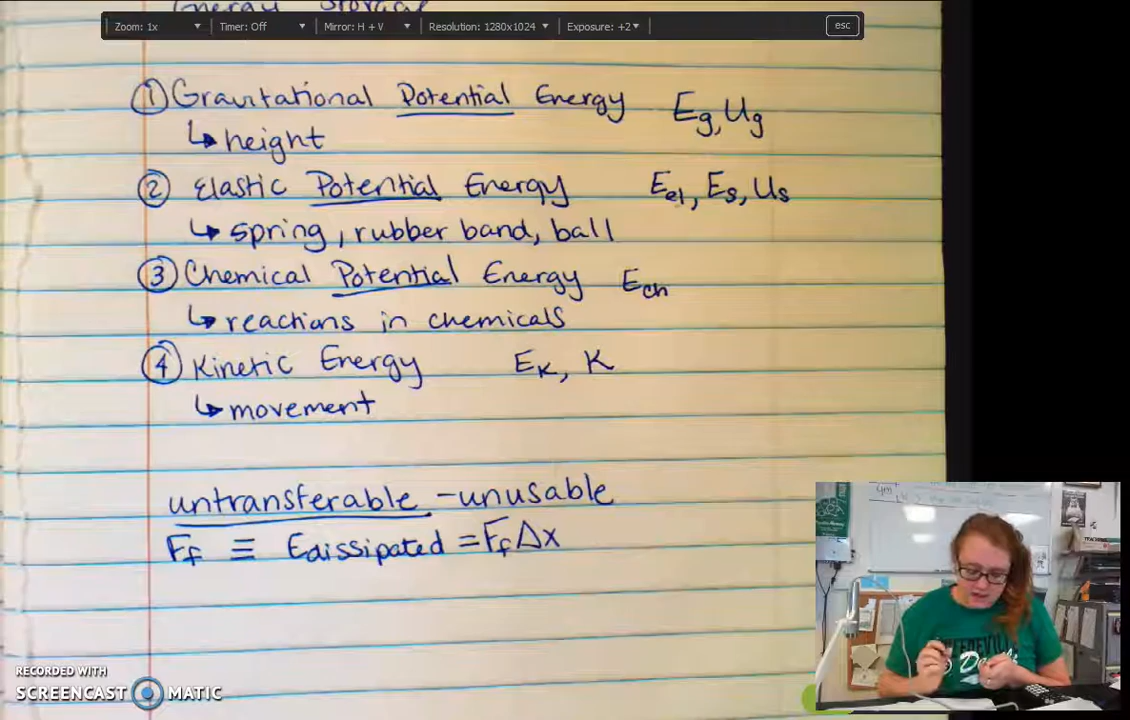 Energy Storage
Zoom: 1x Timer: Off Mirror: H + V Resolution: 1280x1024 Exposure: +2 esc
① Gravitational Potential Energy Eg, Ug
↳ height
② Elastic Potential Energy Eel, Es, Us
↳ spring, rubber band, ball
③ Chemical Potential Energy Ech
↳ reactions in chemicals
④ Kinetic Energy EK, K
↳ movement
untransferable - unusable
Ff ≡ Edissipated = FfΔx
RECORDED WITH
SCREENCAST MATIC